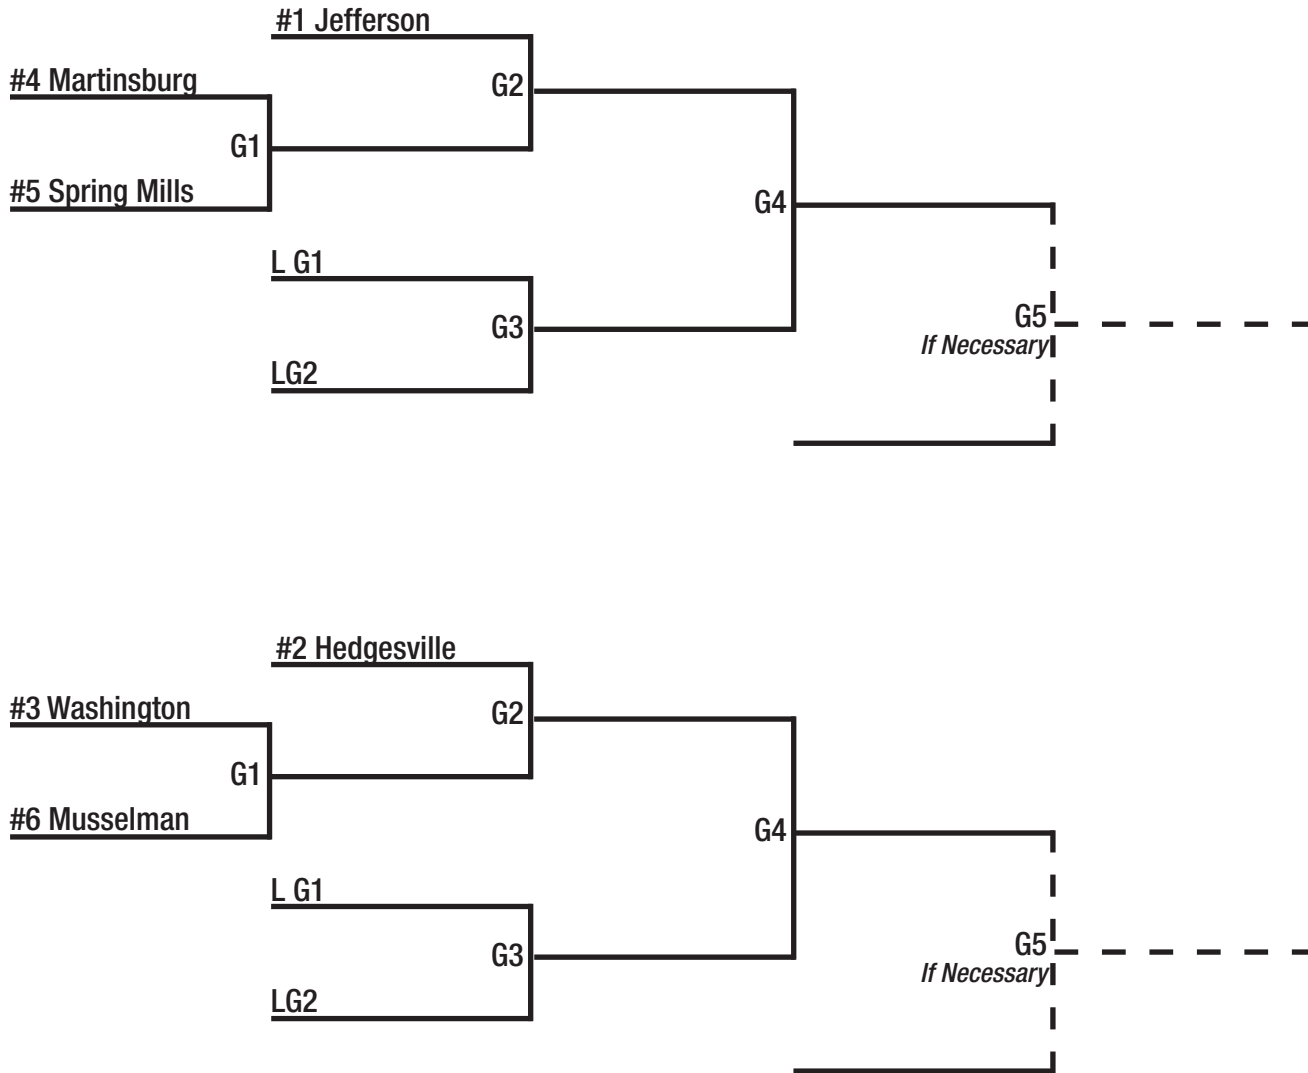 #1 Jefferson
#4 Martinsburg
G2
G1
#5 Spring Mills
G4
L G1
G3
G5
If Necessary
LG2
#2 Hedgesville
#3 Washington
G2
G1
#6 Musselman
G4
L G1
G3
G5
If Necessary
LG2